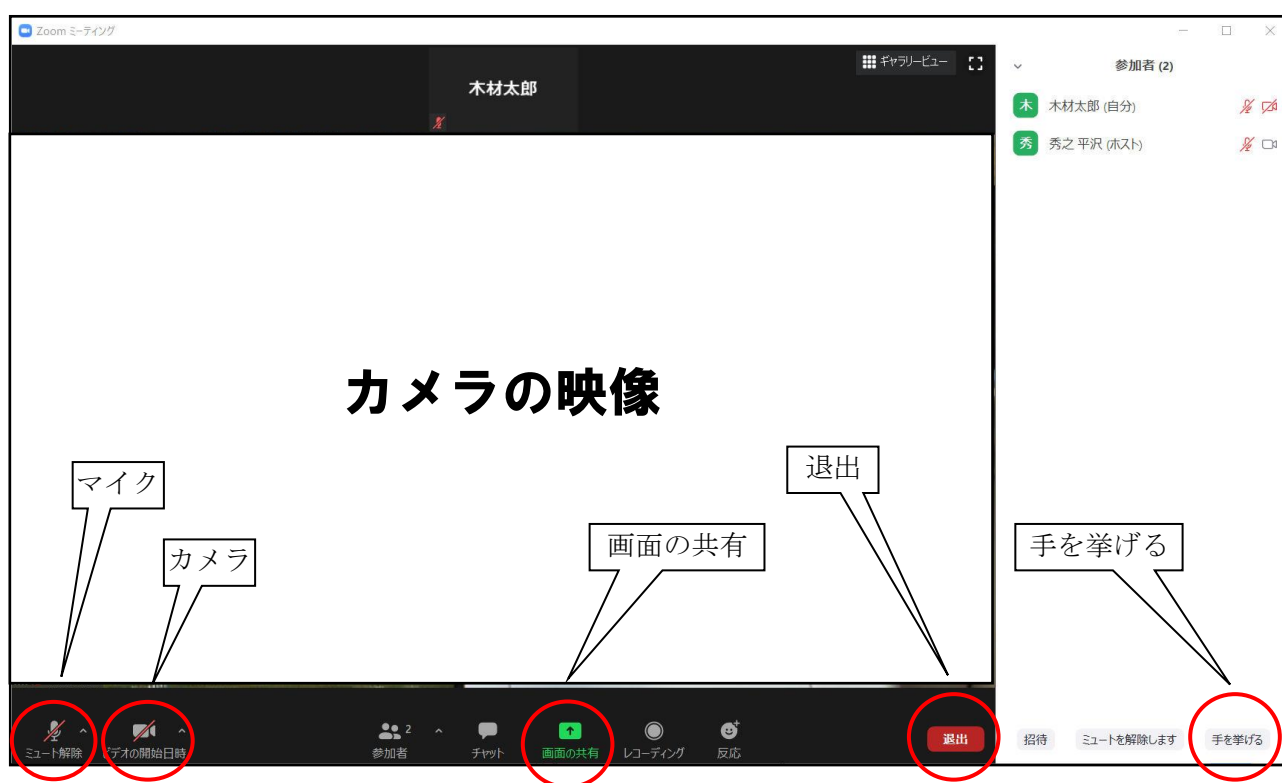 Zoom ミーティング
ギャラリービュー
参加者 (2)
木材太郎
木 木材太郎 (自分)
秀 秀之 平沢 (ホスト)
カメラの映像
マイク
退出
カメラ
画面の共有
手を挙げる
ミュート解除
ビデオの開始日時
2
参加者
チャット
画面の共有
レコーディング
反応
退出
招待
ミュートを解除します
手を挙げる